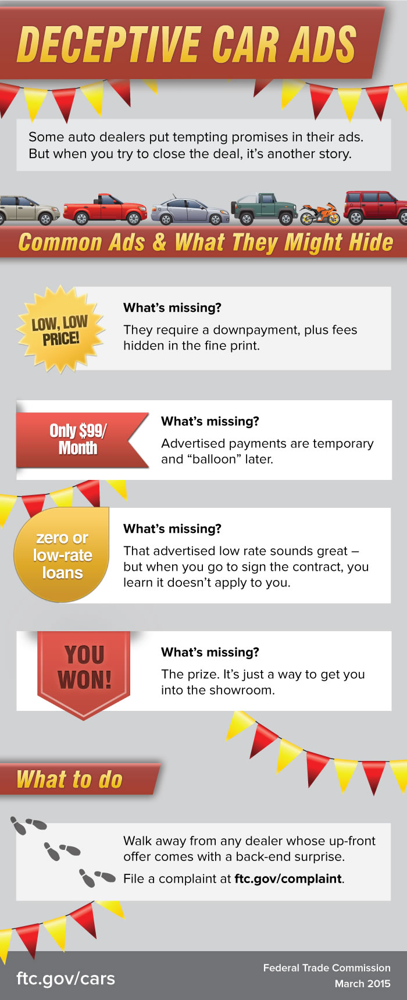 DECEPTIVE CAR ADS
Some auto dealers put tempting promises in their ads.
But when you try to close the deal, it’s another story.
Common Ads & What They Might Hide
LOW, LOW
PRICE!
What’s missing?
They require a downpayment, plus fees
hidden in the fine print.
Only $99/
Month
What’s missing?
Advertised payments are temporary
and “balloon” later.
zero or
low-rate
loans
What’s missing?
That advertised low rate sounds great –
but when you go to sign the contract, you
learn it doesn’t apply to you.
YOU
WON!
What’s missing?
The prize. It’s just a way to get you
into the showroom.
What to do
Walk away from any dealer whose up-front
offer comes with a back-end surprise.
File a complaint at ftc.gov/complaint.
ftc.gov/cars
Federal Trade Commission
March 2015